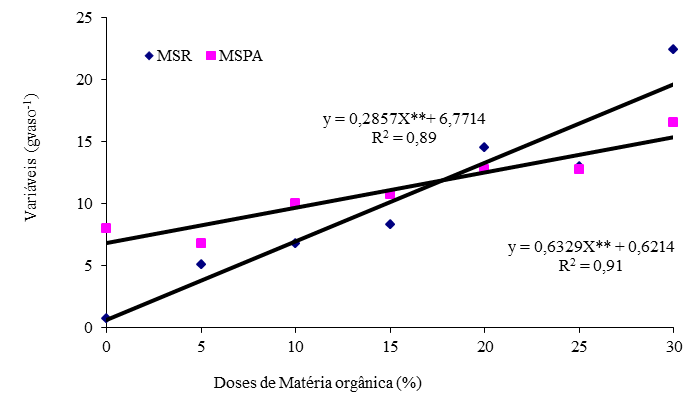 25
MSR MSPA
20
y = 0,2857X**+ 6,7714
R² = 0,89
15
10
y = 0,6329X** + 0,6214
R² = 0,91
5
0
0 5 10 15 20 25 30
Variáveis (gvaso⁻¹)
Doses de Matéria orgânica (%)